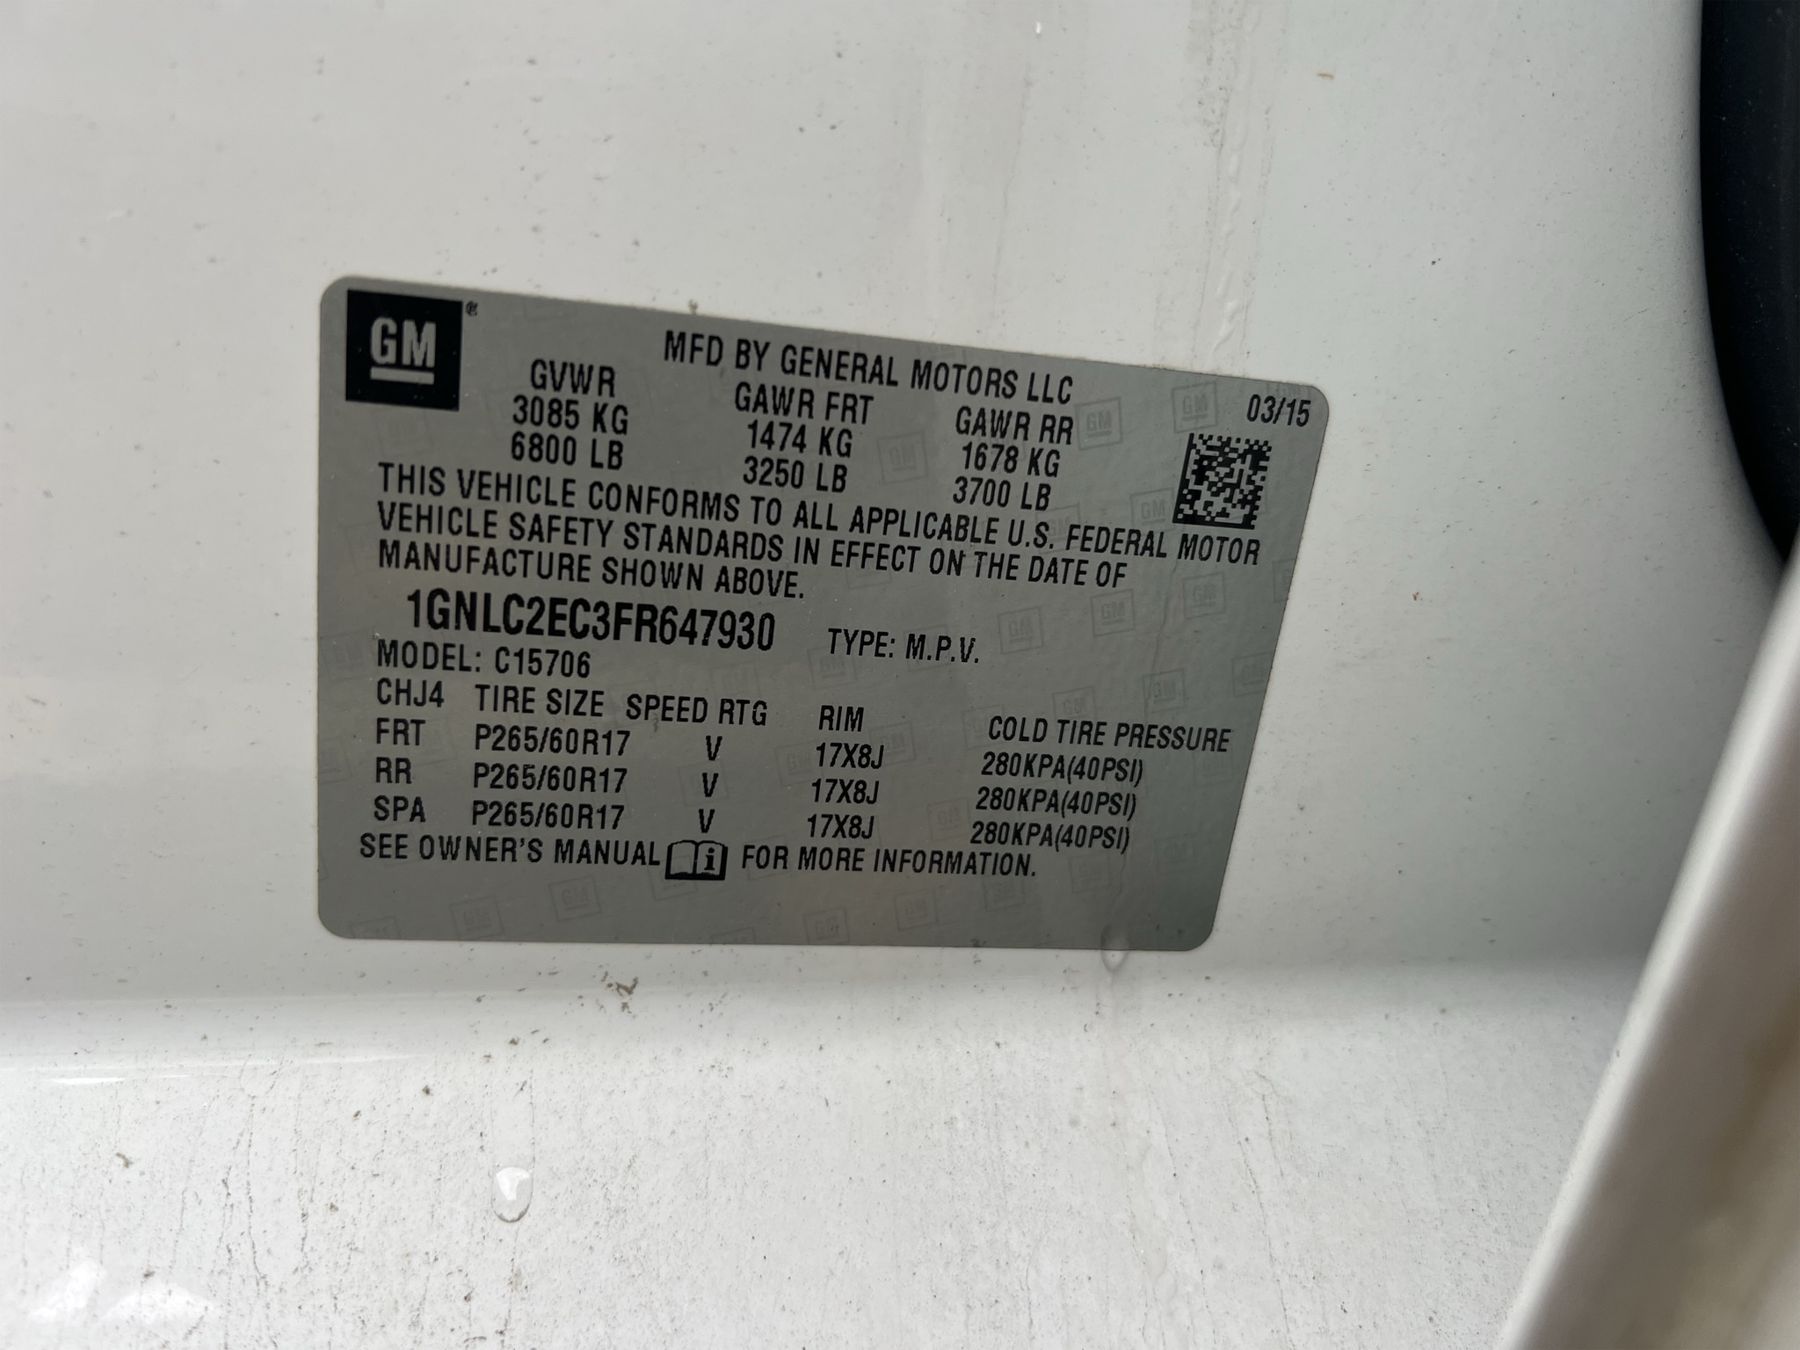 GM®
MFD BY GENERAL MOTORS LLC
03/15
GVWR GAWR FRT GAWR RR
3085 KG 1474 KG 1678 KG
6800 LB 3250 LB 3700 LB
THIS VEHICLE CONFORMS TO ALL APPLICABLE U.S. FEDERAL MOTOR
VEHICLE SAFETY STANDARDS IN EFFECT ON THE DATE OF
MANUFACTURE SHOWN ABOVE.
1GNLC2EC3FR647930 TYPE: M.P.V.
MODEL: C15706
CHJ4 TIRE SIZE SPEED RTG RIM COLD TIRE PRESSURE
FRT P265/60R17 V 17X8J 280KPA(40PSI)
RR P265/60R17 V 17X8J 280KPA(40PSI)
SPA P265/60R17 V 17X8J 280KPA(40PSI)
SEE OWNER'S MANUAL i FOR MORE INFORMATION.